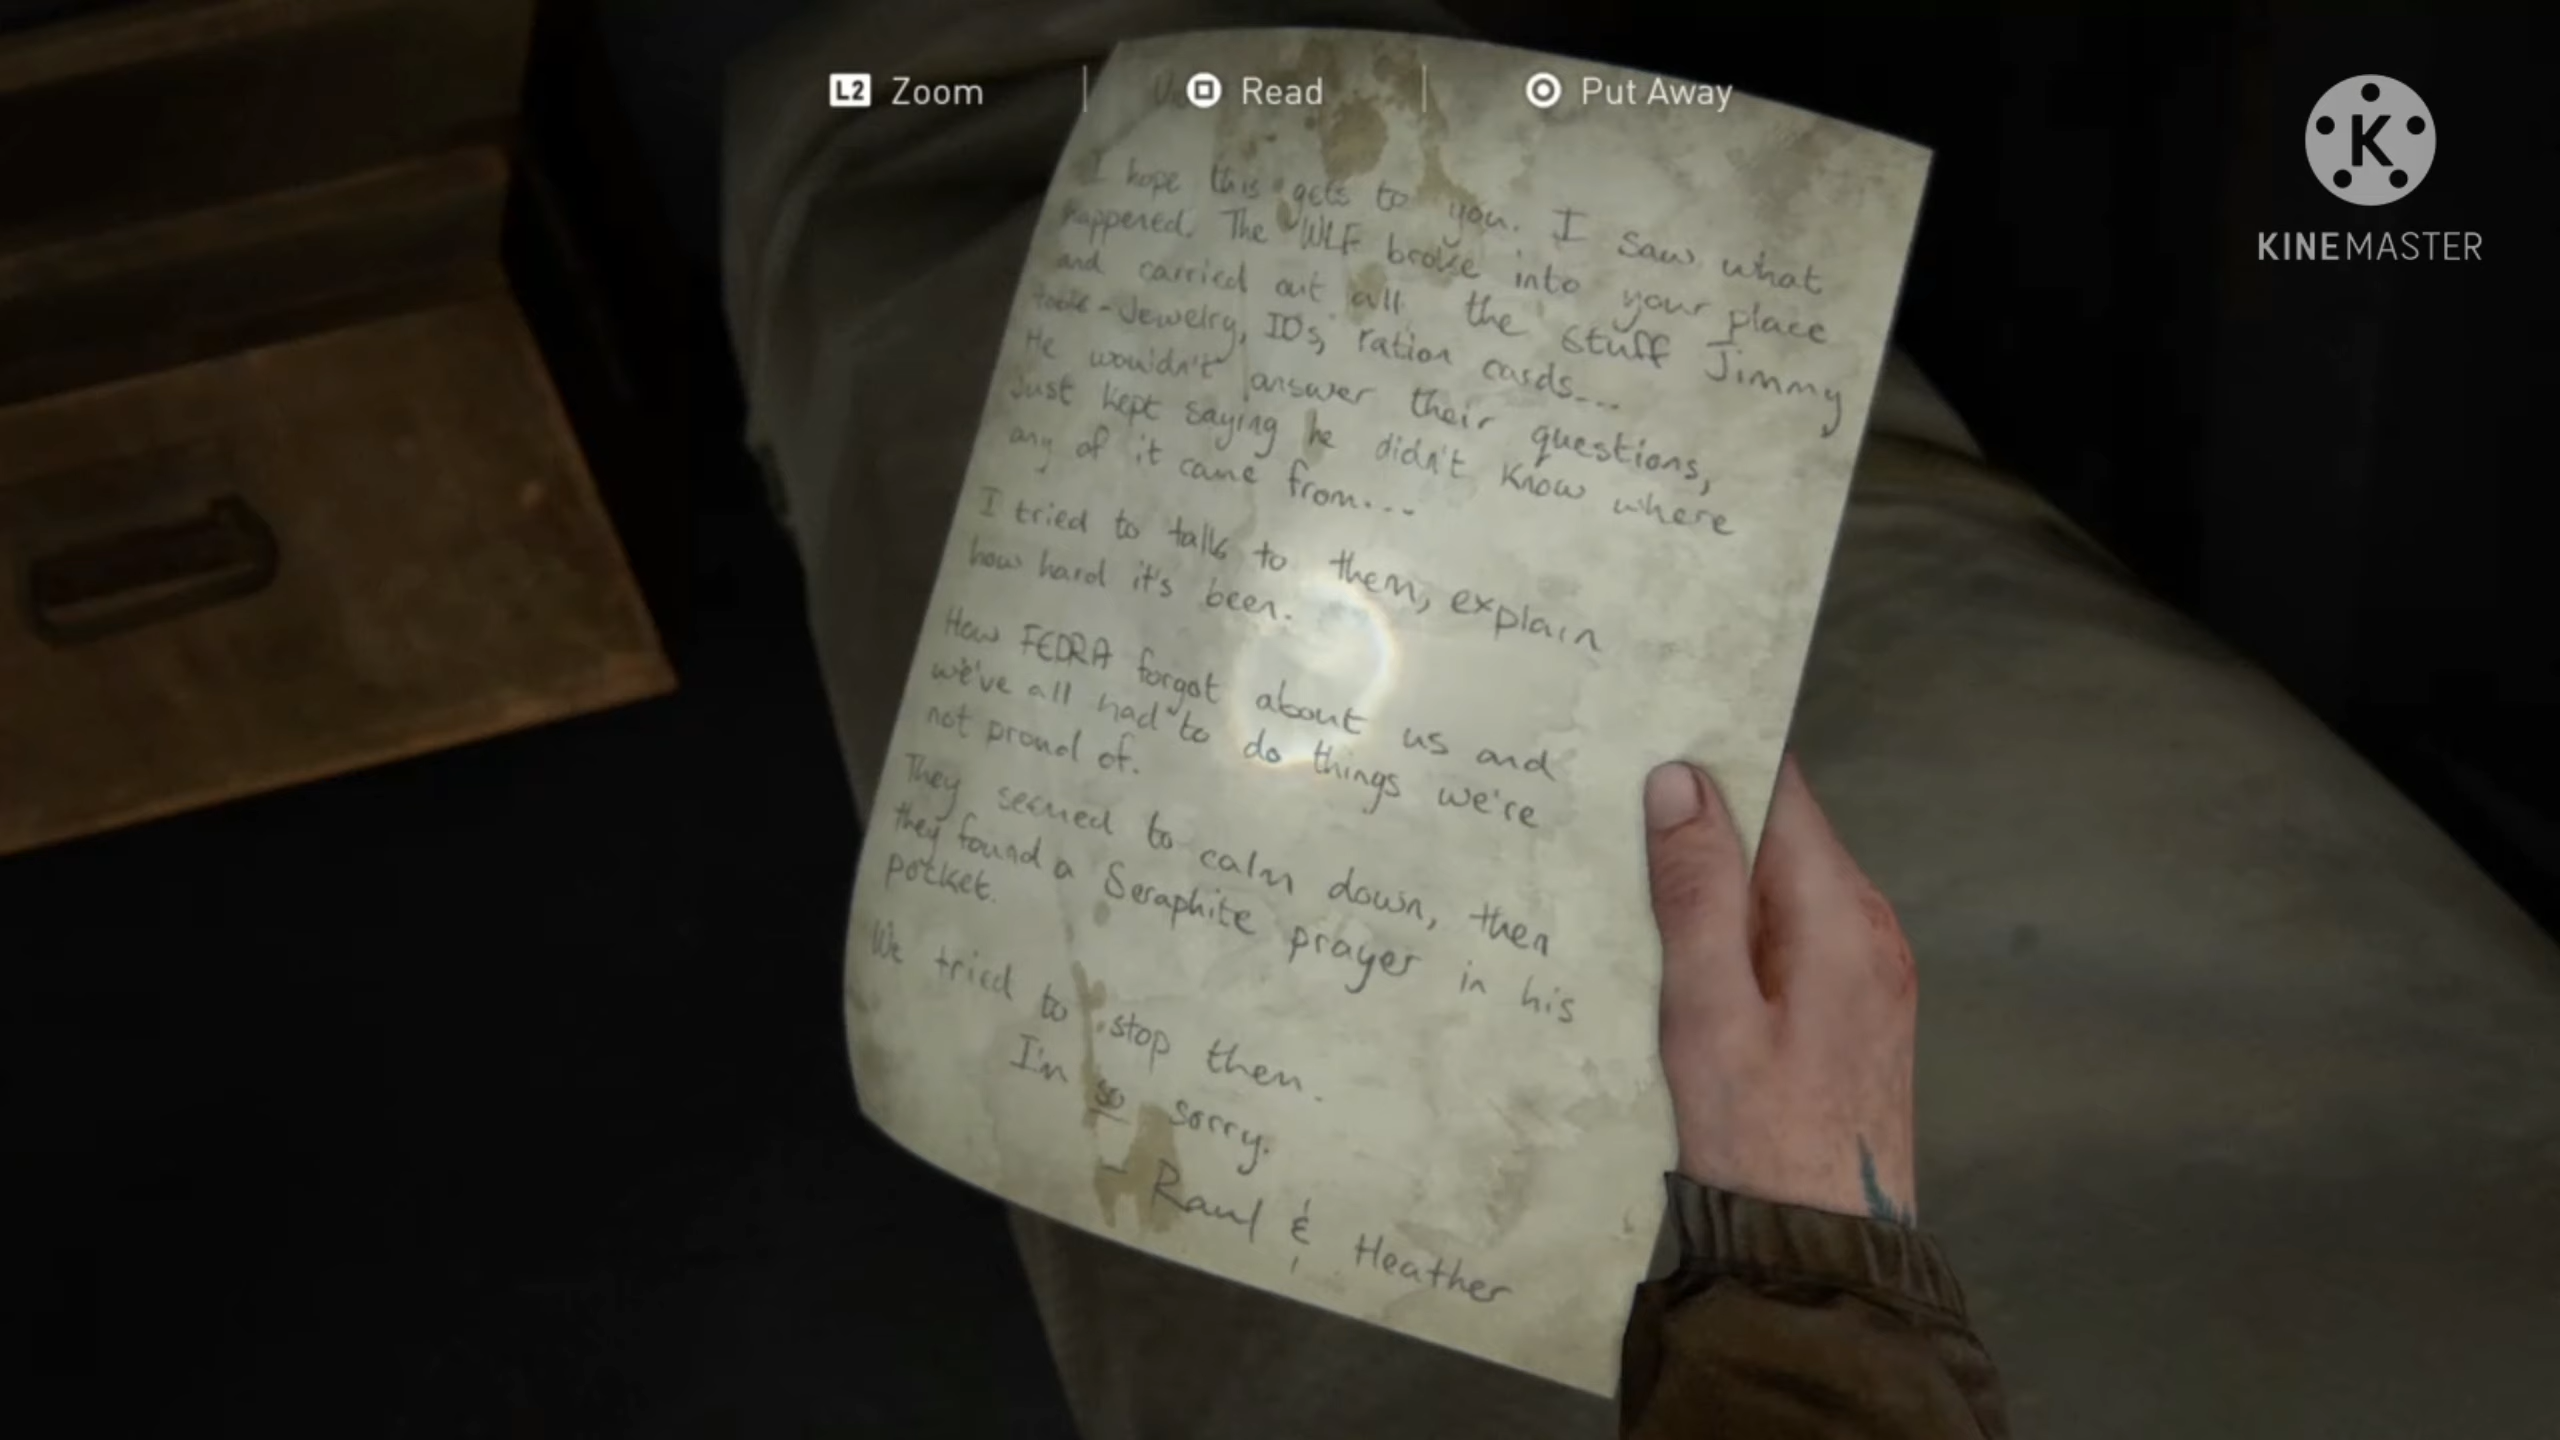 L2 Zoom | Read | Put Away
K
KINEMASTER
I hope this gets to you. I saw what
happened. The WLF broke into your place
and carried out all the stuff Jimmy
took - Jewelry, IDs, ration cards...
He wouldn't answer their questions,
Just kept saying he didn't know where
any of it came from...
I tried to talk to them, explain
how hard it's been.
How FEDRA forgot about us and
we've all had to do things we're
not proud of.
They seemed to calm down, then
they found a Seraphite prayer in his
pocket.
We tried to stop them.
I'm so sorry.
- Raul & Heather